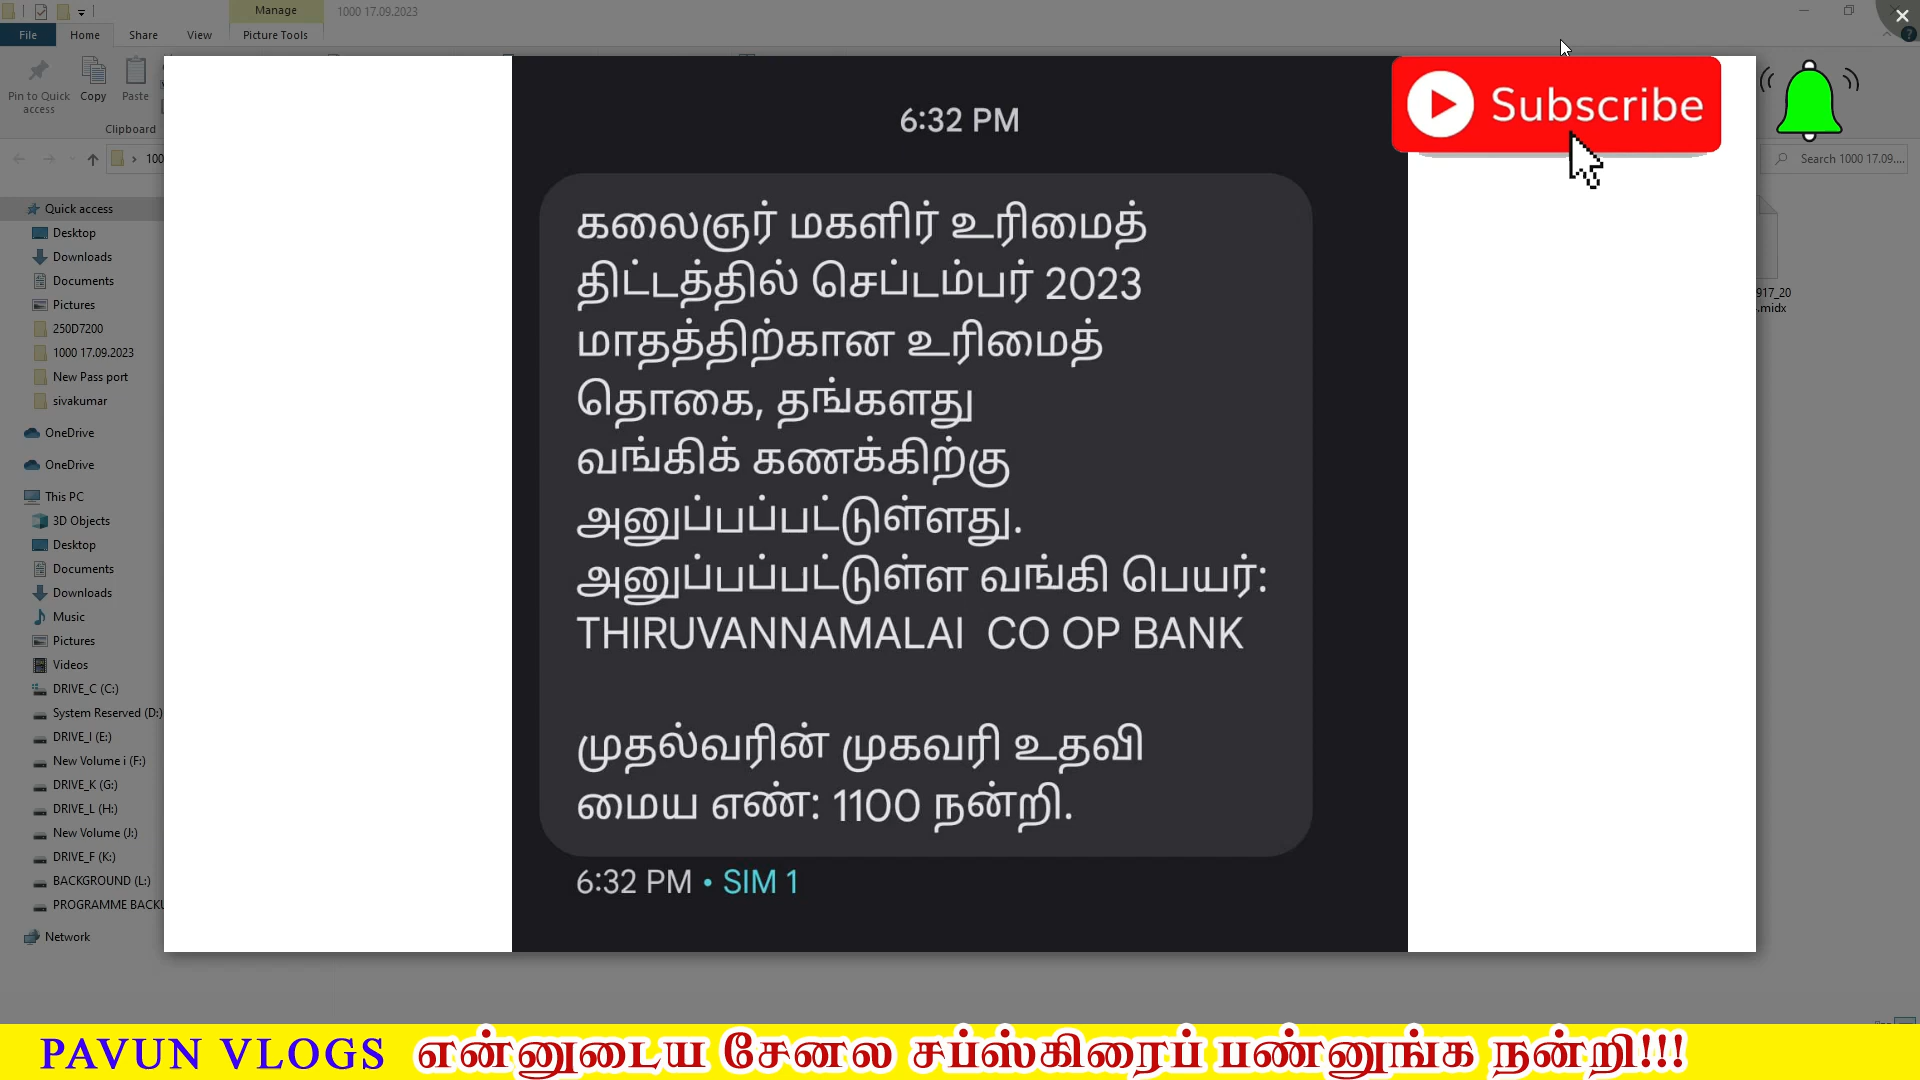 Manage
1000 17.09.2023
File
Home
Share
View
Picture Tools
Pin to Quick
access
Copy
Paste
Clipboard
1000
Search 1000 17.09....
Quick access
Desktop
Downloads
Documents
Pictures
250D7200
1000 17.09.2023
New Pass port
sivakumar
OneDrive
OneDrive
This PC
3D Objects
Desktop
Documents
Downloads
Music
Pictures
Videos
DRIVE_C (C:)
System Reserved (D:)
DRIVE_I (E:)
New Volume i (F:)
DRIVE_K (G:)
DRIVE_L (H:)
New Volume (J:)
DRIVE_F (K:)
BACKGROUND (L:)
PROGRAMME BACKU
Network
6:32 PM
கலைஞர் மகளிர் உரிமைத்
திட்டத்தில் செப்டம்பர் 2023
மாதத்திற்கான உரிமைத்
தொகை, தங்களது
வங்கிக் கணக்கிற்கு
அனுப்பப்பட்டுள்ளது.
அனுப்பப்பட்டுள்ள வங்கி பெயர்:
THIRUVANNAMALAI CO OP BANK
முதல்வரின் முகவரி உதவி
மைய எண்: 1100 நன்றி.
6:32 PM • SIM 1
Subscribe
917_20
.midx
PAVUN VLOGS என்னுடைய சேனல சப்ஸ்கிரைப் பண்னுங்க நன்றி!!!